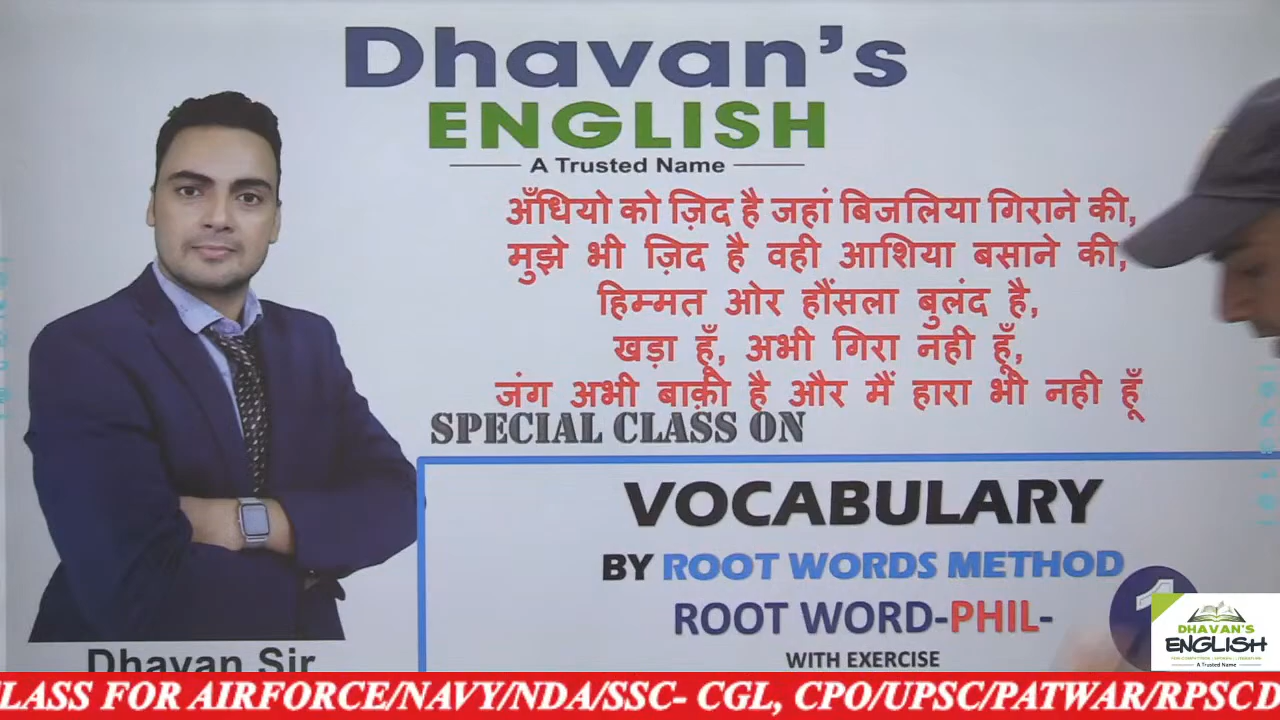 Dhavan's
ENGLISH
A Trusted Name
अँधियो को ज़िद है जहां बिजलिया गिराने की,
मुझे भी ज़िद है वही आशिया बसाने की,
हिम्मत ओर हौंसला बुलंद है,
खड़ा हूँ, अभी गिरा नही हूँ,
जंग अभी बाक़ी है और मैं हारा भी नही हूँ
SPECIAL CLASS ON
VOCABULARY
BY ROOT WORDS METHOD
ROOT WORD-PHIL-
1
WITH EXERCISE
Dhavan Sir
DHAVAN'S
ENGLISH
A Trusted Name
CLASS FOR AIRFORCE/NAVY/NDA/SSC- CGL, CPO/UPSC/PATWAR/RPSCD